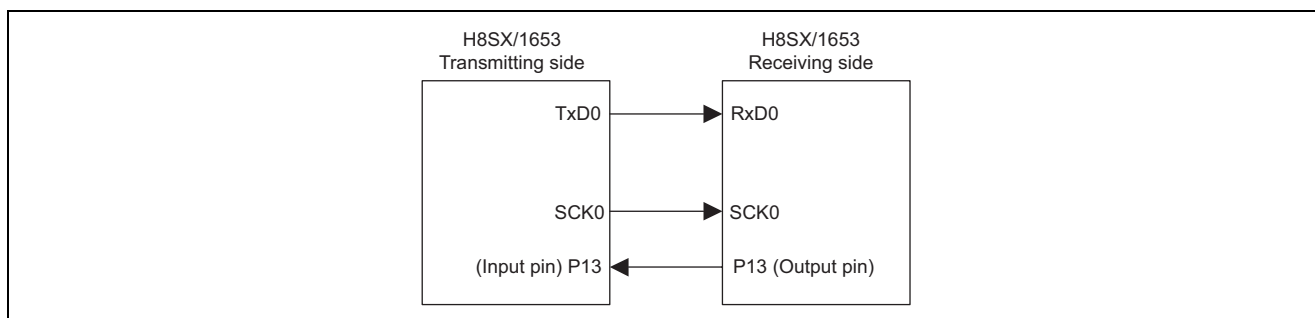 H8SX/1653
Transmitting side
H8SX/1653
Receiving side
TxD0
RxD0
SCK0
SCK0
(Input pin) P13
P13 (Output pin)